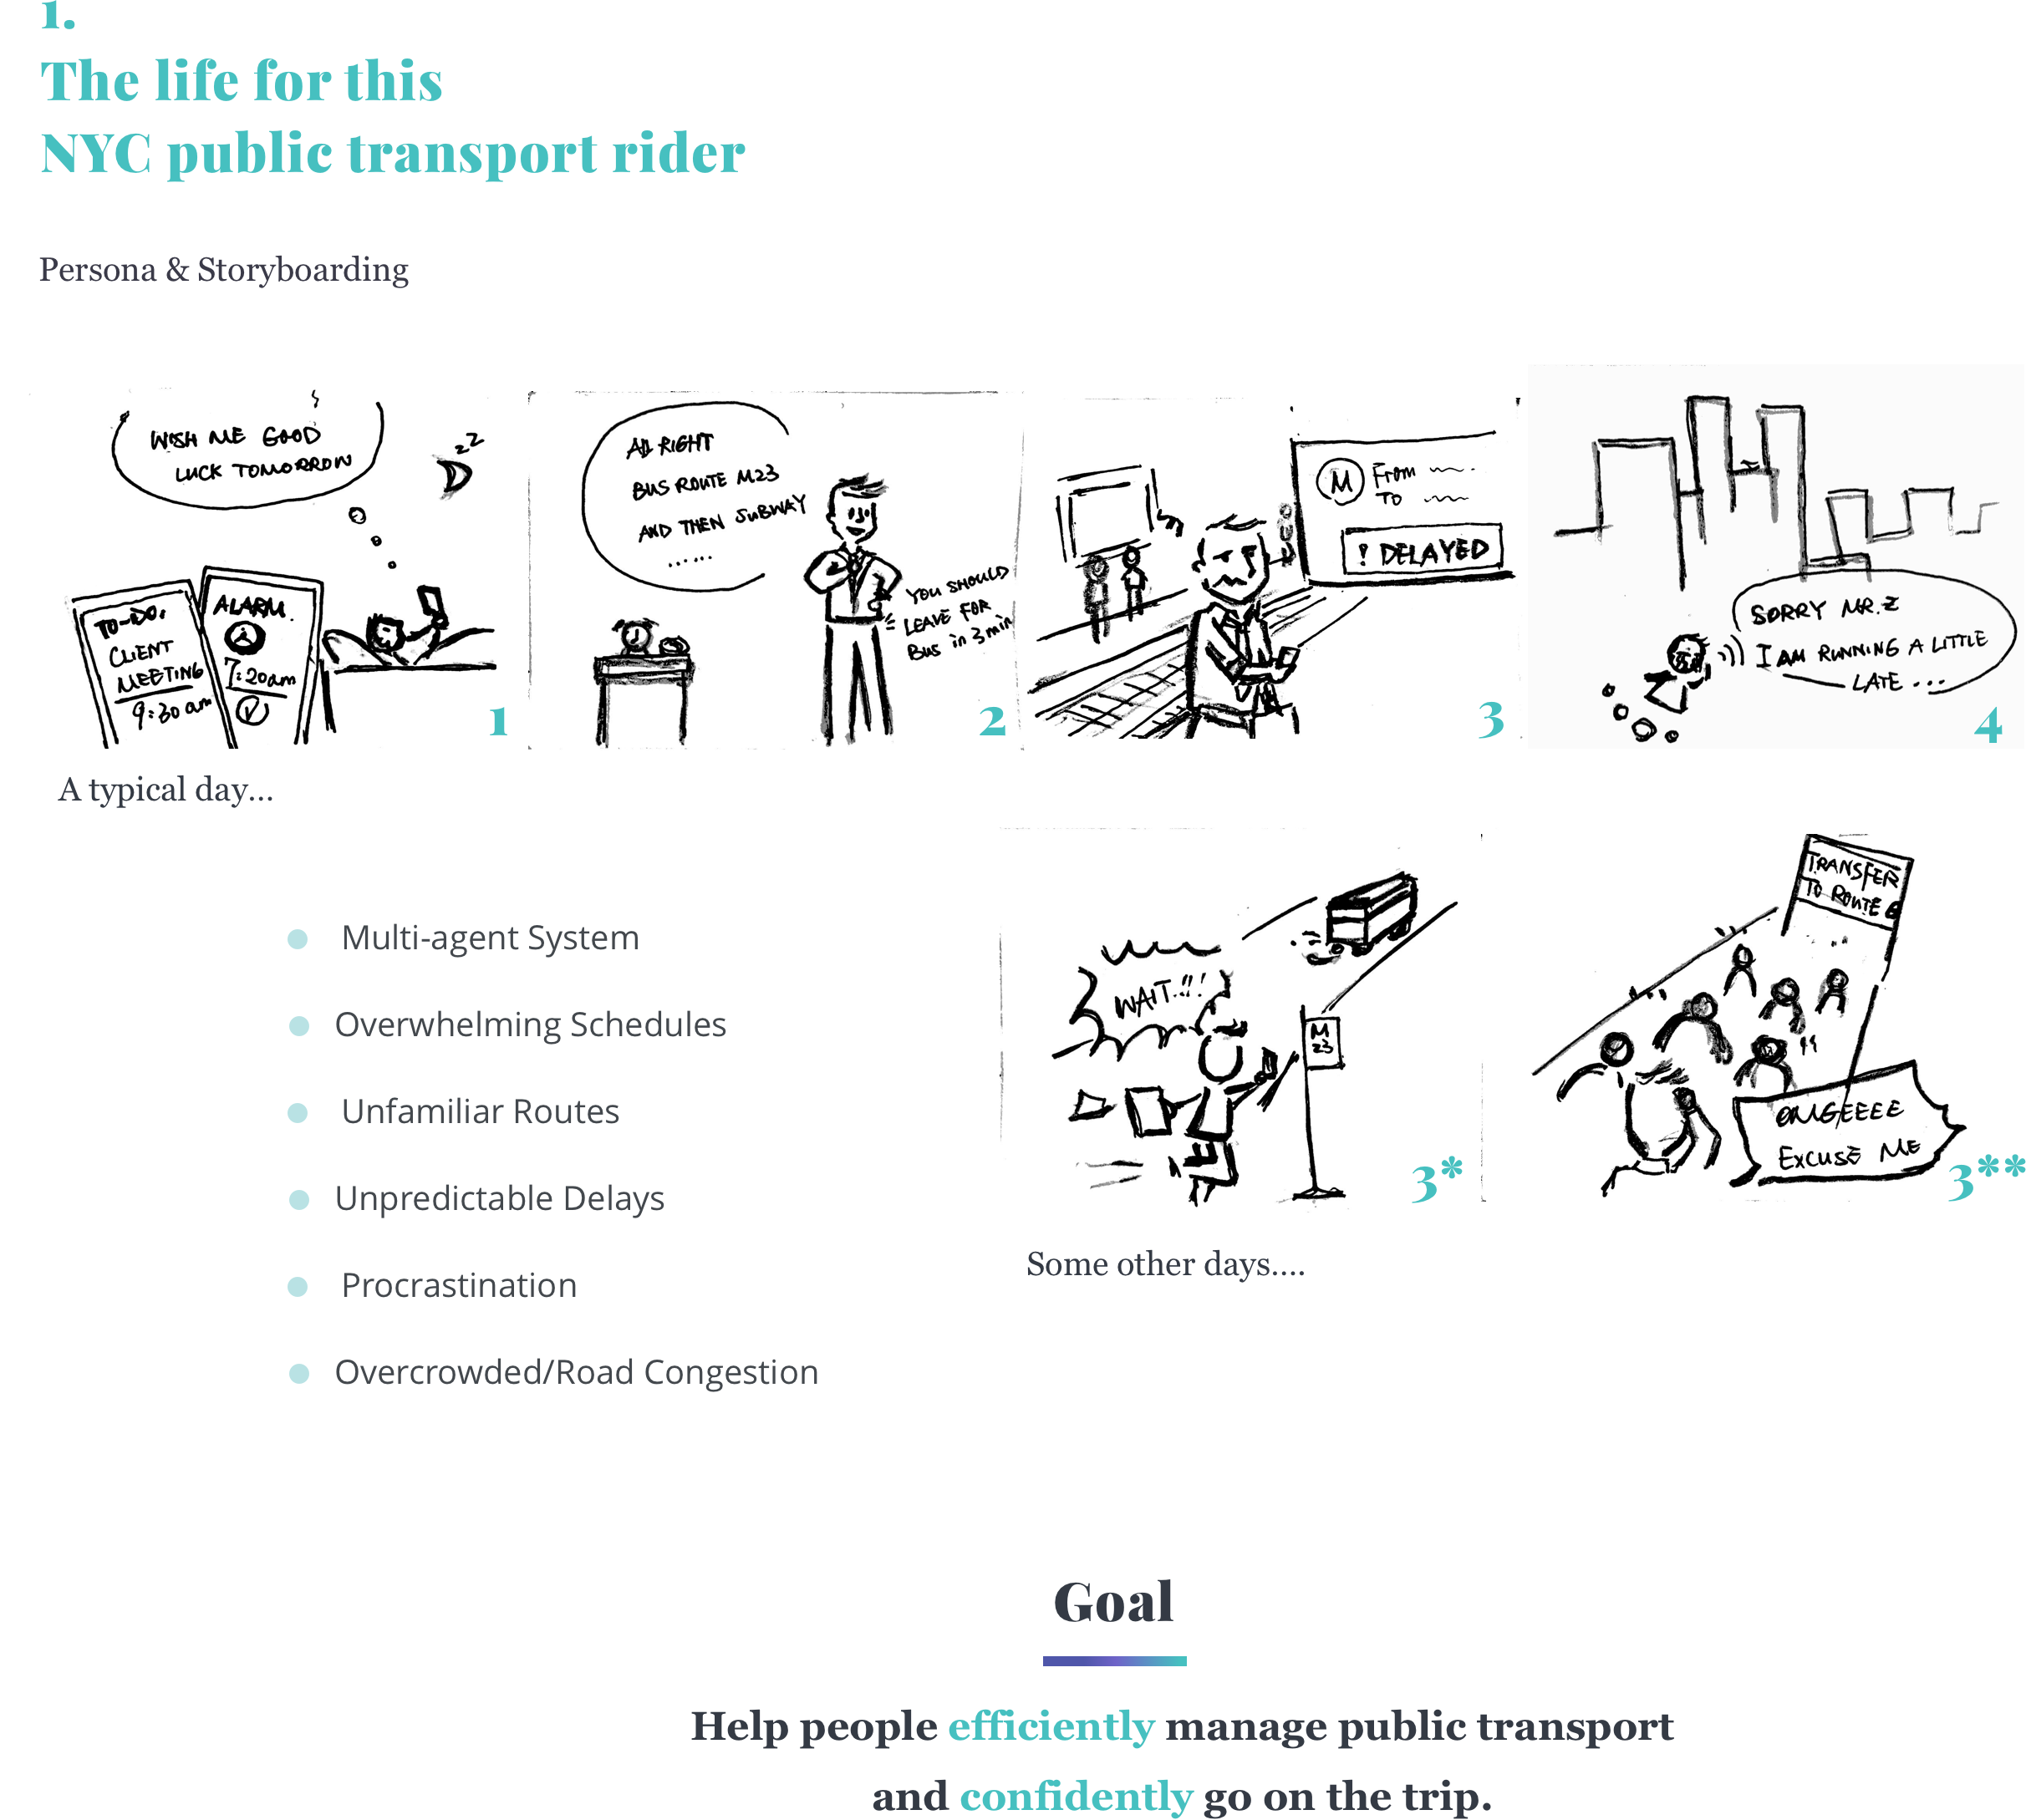 1.
The life for this
NYC public transport rider
Persona & Storyboarding
WISH ME GOOD
LUCK TOMORROW
zz
TO-DO:
CLIENT
MEETING
9:30 am
ALARM
7:20am
1
All RIGHT
BUS ROUTE M23
AND THEN SUBWAY
......
YOU SHOULD
LEAVE FOR
BUS in 3 min
2
M
From
TO
! DELAYED
3
SORRY MR.Z
I AM RUNNING A LITTLE
LATE ...
4
A typical day...
Multi-agent System
Overwhelming Schedules
Unfamiliar Routes
Unpredictable Delays
Procrastination
Overcrowded/Road Congestion
WAIT..!!!
M
23
3*
TRANSFER
TO ROUTE 6
OMGEEEE
EXCUSE ME
3**
Some other days....
Goal
Help people efficiently manage public transport
and confidently go on the trip.